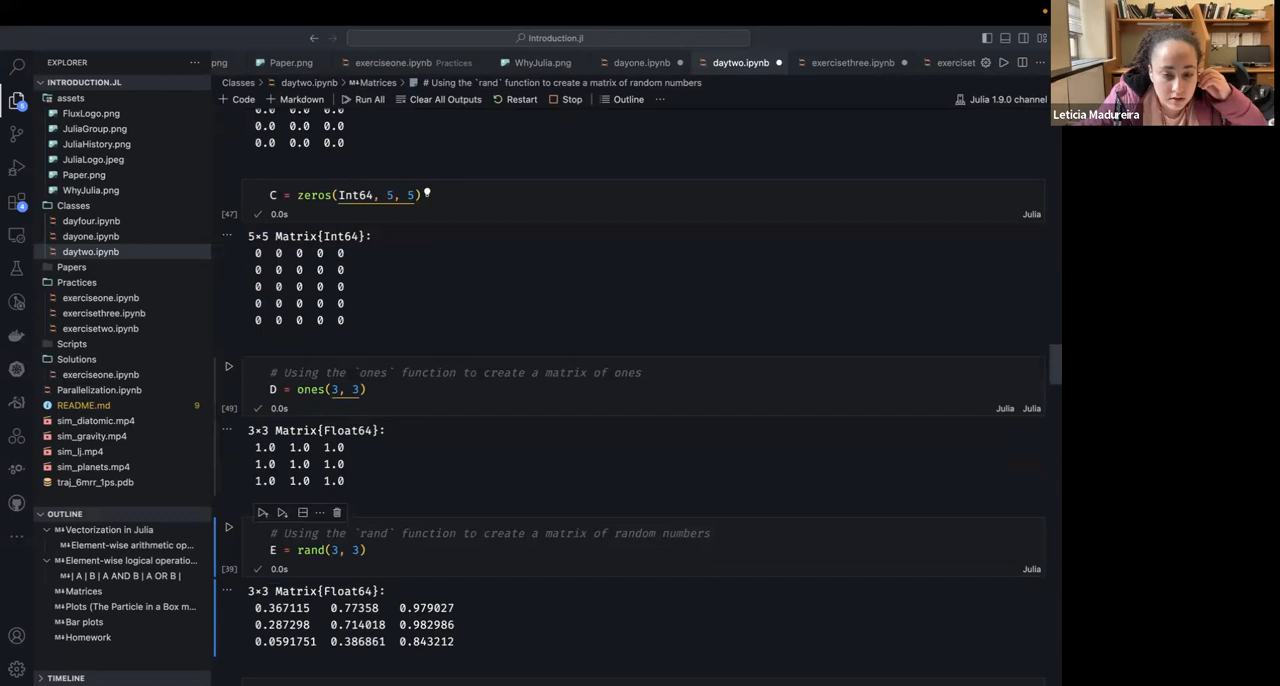 Introduction.jl
EXPLORER
png
Paper.png
exerciseone.ipynb Practices
WhyJulia.png
dayone.ipynb
daytwo.ipynb
exercisethree.ipynb
exerciset
INTRODUCTION.JL
Classes > daytwo.ipynb > M↓Matrices > # Using the `rand` function to create a matrix of random numbers
+ Code + Markdown Run All Clear All Outputs Restart Stop Outline ... Julia 1.9.0 channel
assets
FluxLogo.png
JuliaGroup.png
JuliaHistory.png
JuliaLogo.jpeg
Paper.png
WhyJulia.png
Classes
dayfour.ipynb
dayone.ipynb
daytwo.ipynb
Papers
Practices
exerciseone.ipynb
exercisethree.ipynb
exercisetwo.ipynb
Scripts
Solutions
exerciseone.ipynb
Parallelization.ipynb
README.md 9
sim_diatomic.mp4
sim_gravity.mp4
sim_lj.mp4
sim_planets.mp4
traj_6mrr_1ps.pdb
OUTLINE
M↓Vectorization in Julia
M↓Element-wise arithmetic op...
M↓Element-wise logical operatio...
M↓| A | B | A AND B | A OR B |
M↓Matrices
M↓Plots (The Particle in a Box m...
M↓Bar plots
M↓Homework
TIMELINE
0.0 0.0 0.0
0.0 0.0 0.0
0.0 0.0 0.0
C = zeros(Int64, 5, 5)
[47] 0.0s Julia
5×5 Matrix{Int64}:
0 0 0 0 0
0 0 0 0 0
0 0 0 0 0
0 0 0 0 0
0 0 0 0 0
# Using the `ones` function to create a matrix of ones
D = ones(3, 3)
[49] 0.0s Julia Julia
3×3 Matrix{Float64}:
1.0 1.0 1.0
1.0 1.0 1.0
1.0 1.0 1.0
# Using the `rand` function to create a matrix of random numbers
E = rand(3, 3)
[39] 0.0s Julia
3×3 Matrix{Float64}:
0.367115 0.77358 0.979027
0.287298 0.714018 0.982986
0.0591751 0.386861 0.843212
Leticia Madureira